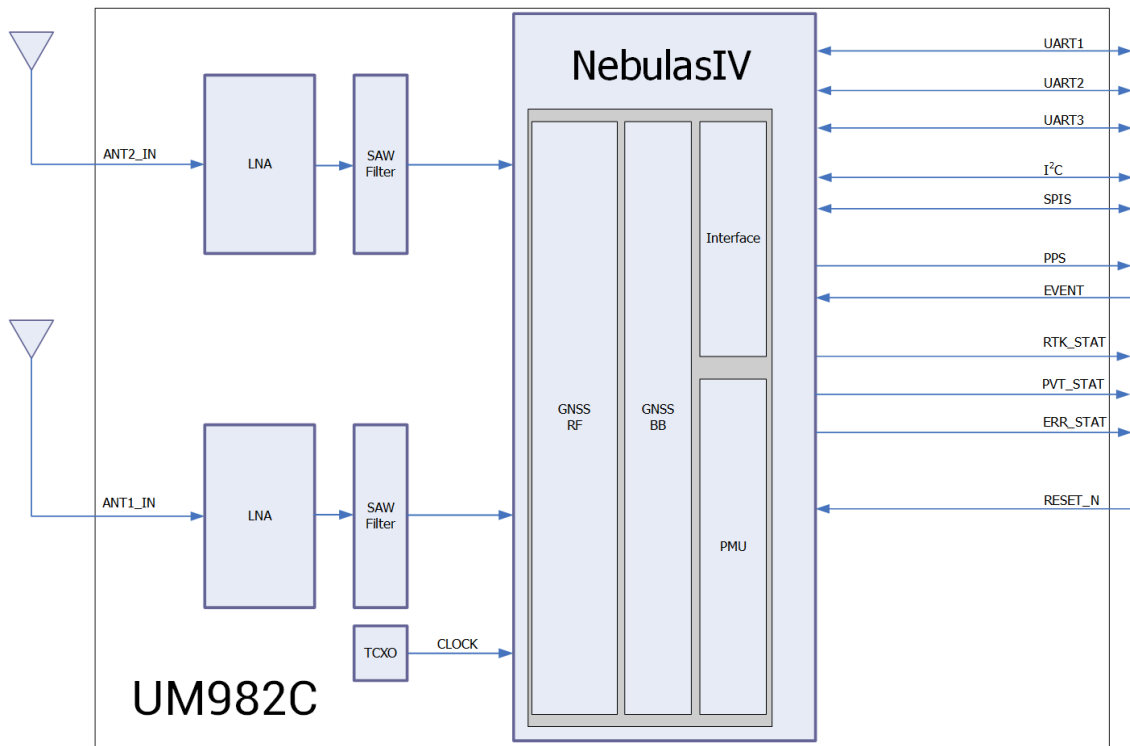 NebulasIV
UART1
UART2
UART3
I²C
SPIS
PPS
EVENT
RTK_STAT
PVT_STAT
ERR_STAT
RESET_N
ANT2_IN
LNA
SAW
Filter
Interface
GNSS
RF
GNSS
BB
PMU
ANT1_IN
LNA
SAW
Filter
TCXO
CLOCK
UM982C